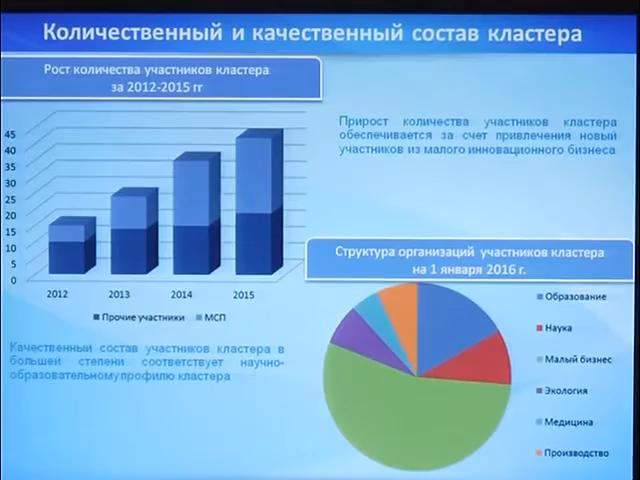 Количественный и качественный состав кластера
Рост количества участников кластера
за 2012-2015 гг
Прирост количества участников кластера
обеспечивается за счет привлечения новый
участников из малого инновационного бизнеса
45
40
35
30
25
20
15
10
5
0
2012
2013
2014
2015
Прочие участники
МСП
Качественный состав участников кластера в
большей степени соответствует научно-
образовательному профилю кластера
Структура организаций участников кластера
на 1 января 2016 г.
Образование
Наука
Малый бизнес
Экология
Медицина
Производство